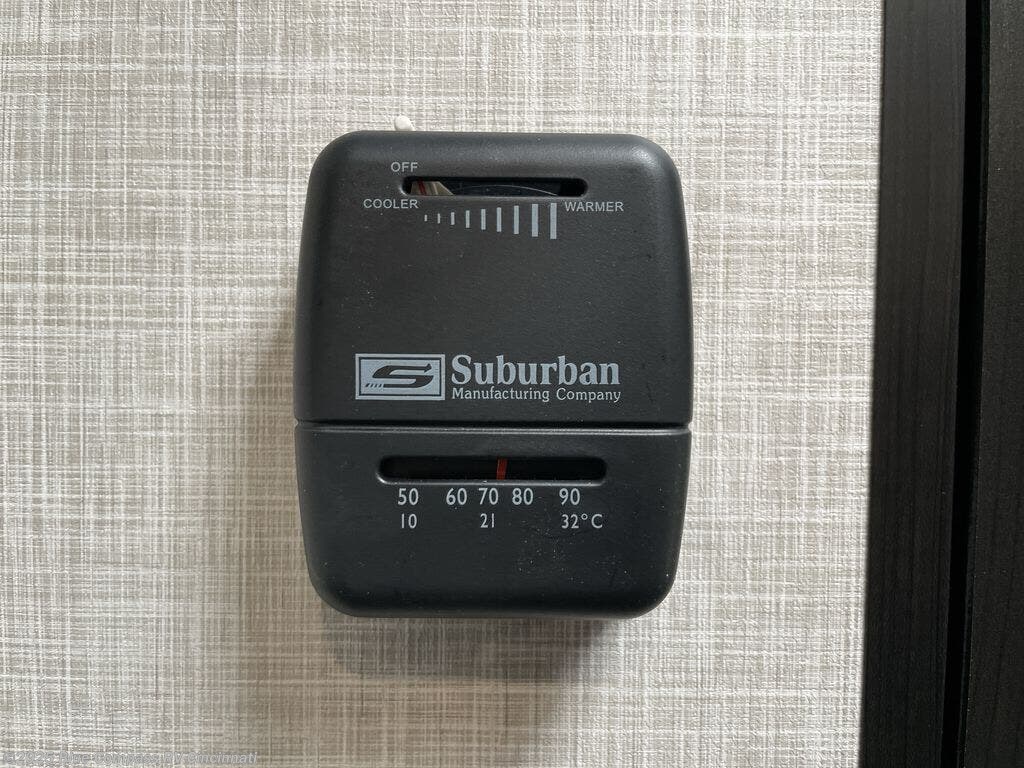 OFF
COOLER WARMER
Suburban
Manufacturing Company
50 60 70 80 90
10 21 32°C